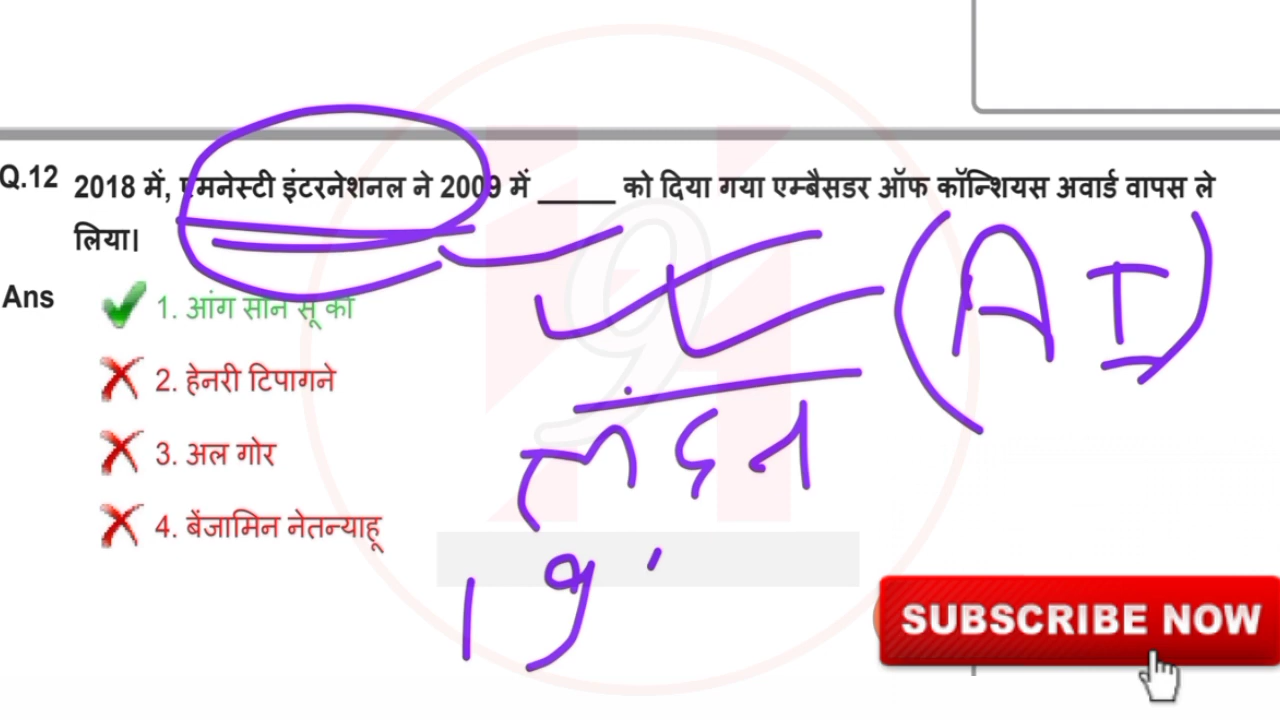 Q.12 2018 में, एमनेस्टी इंटरनेशनल ने 2009 में _____ को दिया गया एम्बैसडर ऑफ कॉन्शियस अवार्ड वापस ले
लिया।
Ans 1. आंग सान सू की
2. हेनरी टिपागने
3. अल गोर
4. बेंजामिन नेतन्याहू
(AI)
लंदन
19
SUBSCRIBE NOW